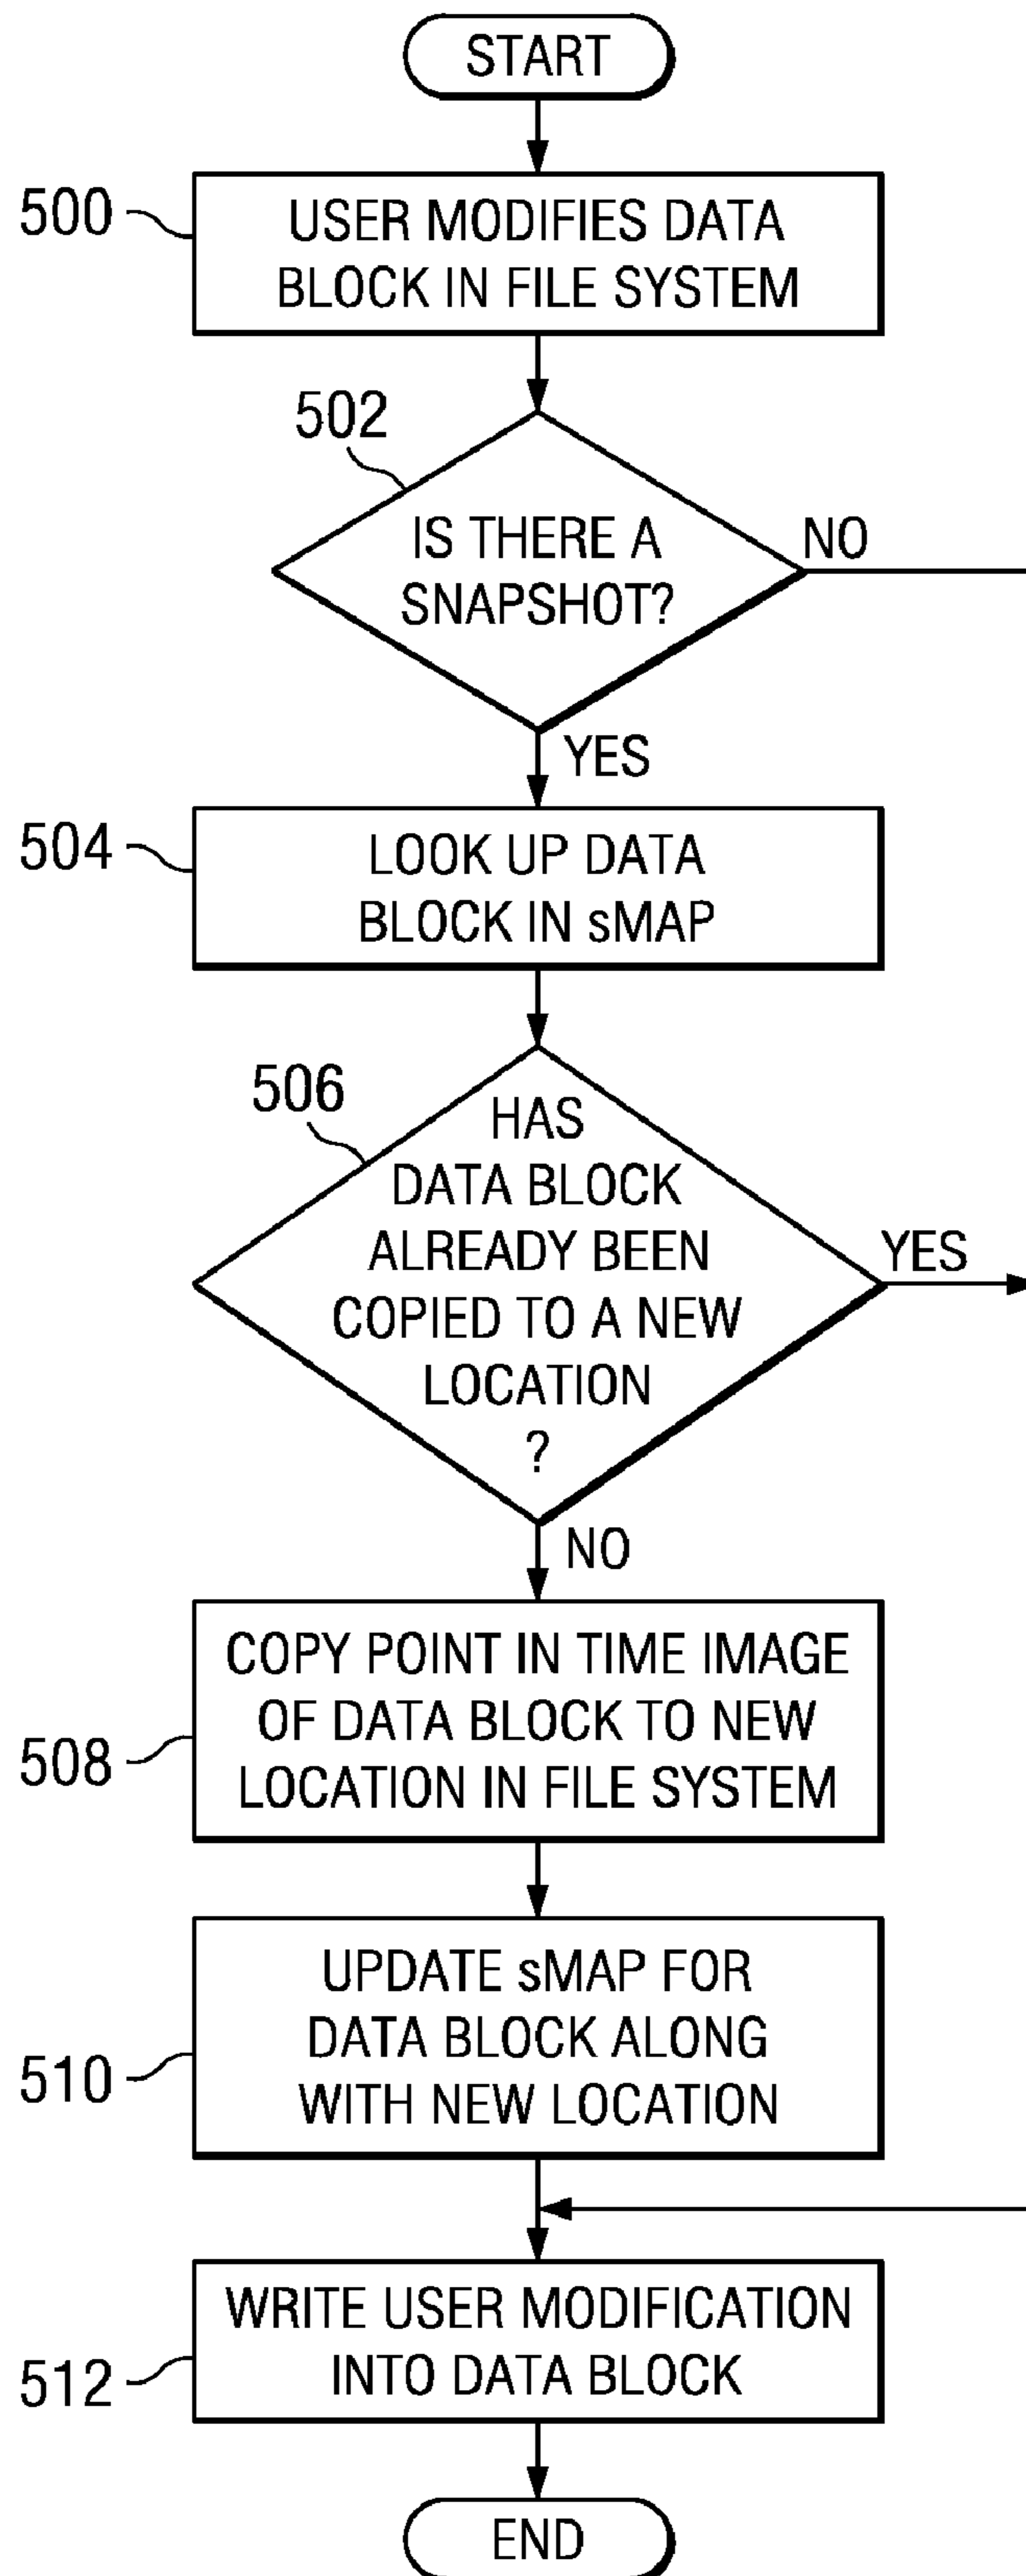 START
500
USER MODIFIES DATA
BLOCK IN FILE SYSTEM
502
IS THERE A
SNAPSHOT?
NO
YES
504
LOOK UP DATA
BLOCK IN sMAP
506
HAS
DATA BLOCK
ALREADY BEEN
COPIED TO A NEW
LOCATION
?
YES
NO
508
COPY POINT IN TIME IMAGE
OF DATA BLOCK TO NEW
LOCATION IN FILE SYSTEM
510
UPDATE sMAP FOR
DATA BLOCK ALONG
WITH NEW LOCATION
512
WRITE USER MODIFICATION
INTO DATA BLOCK
END